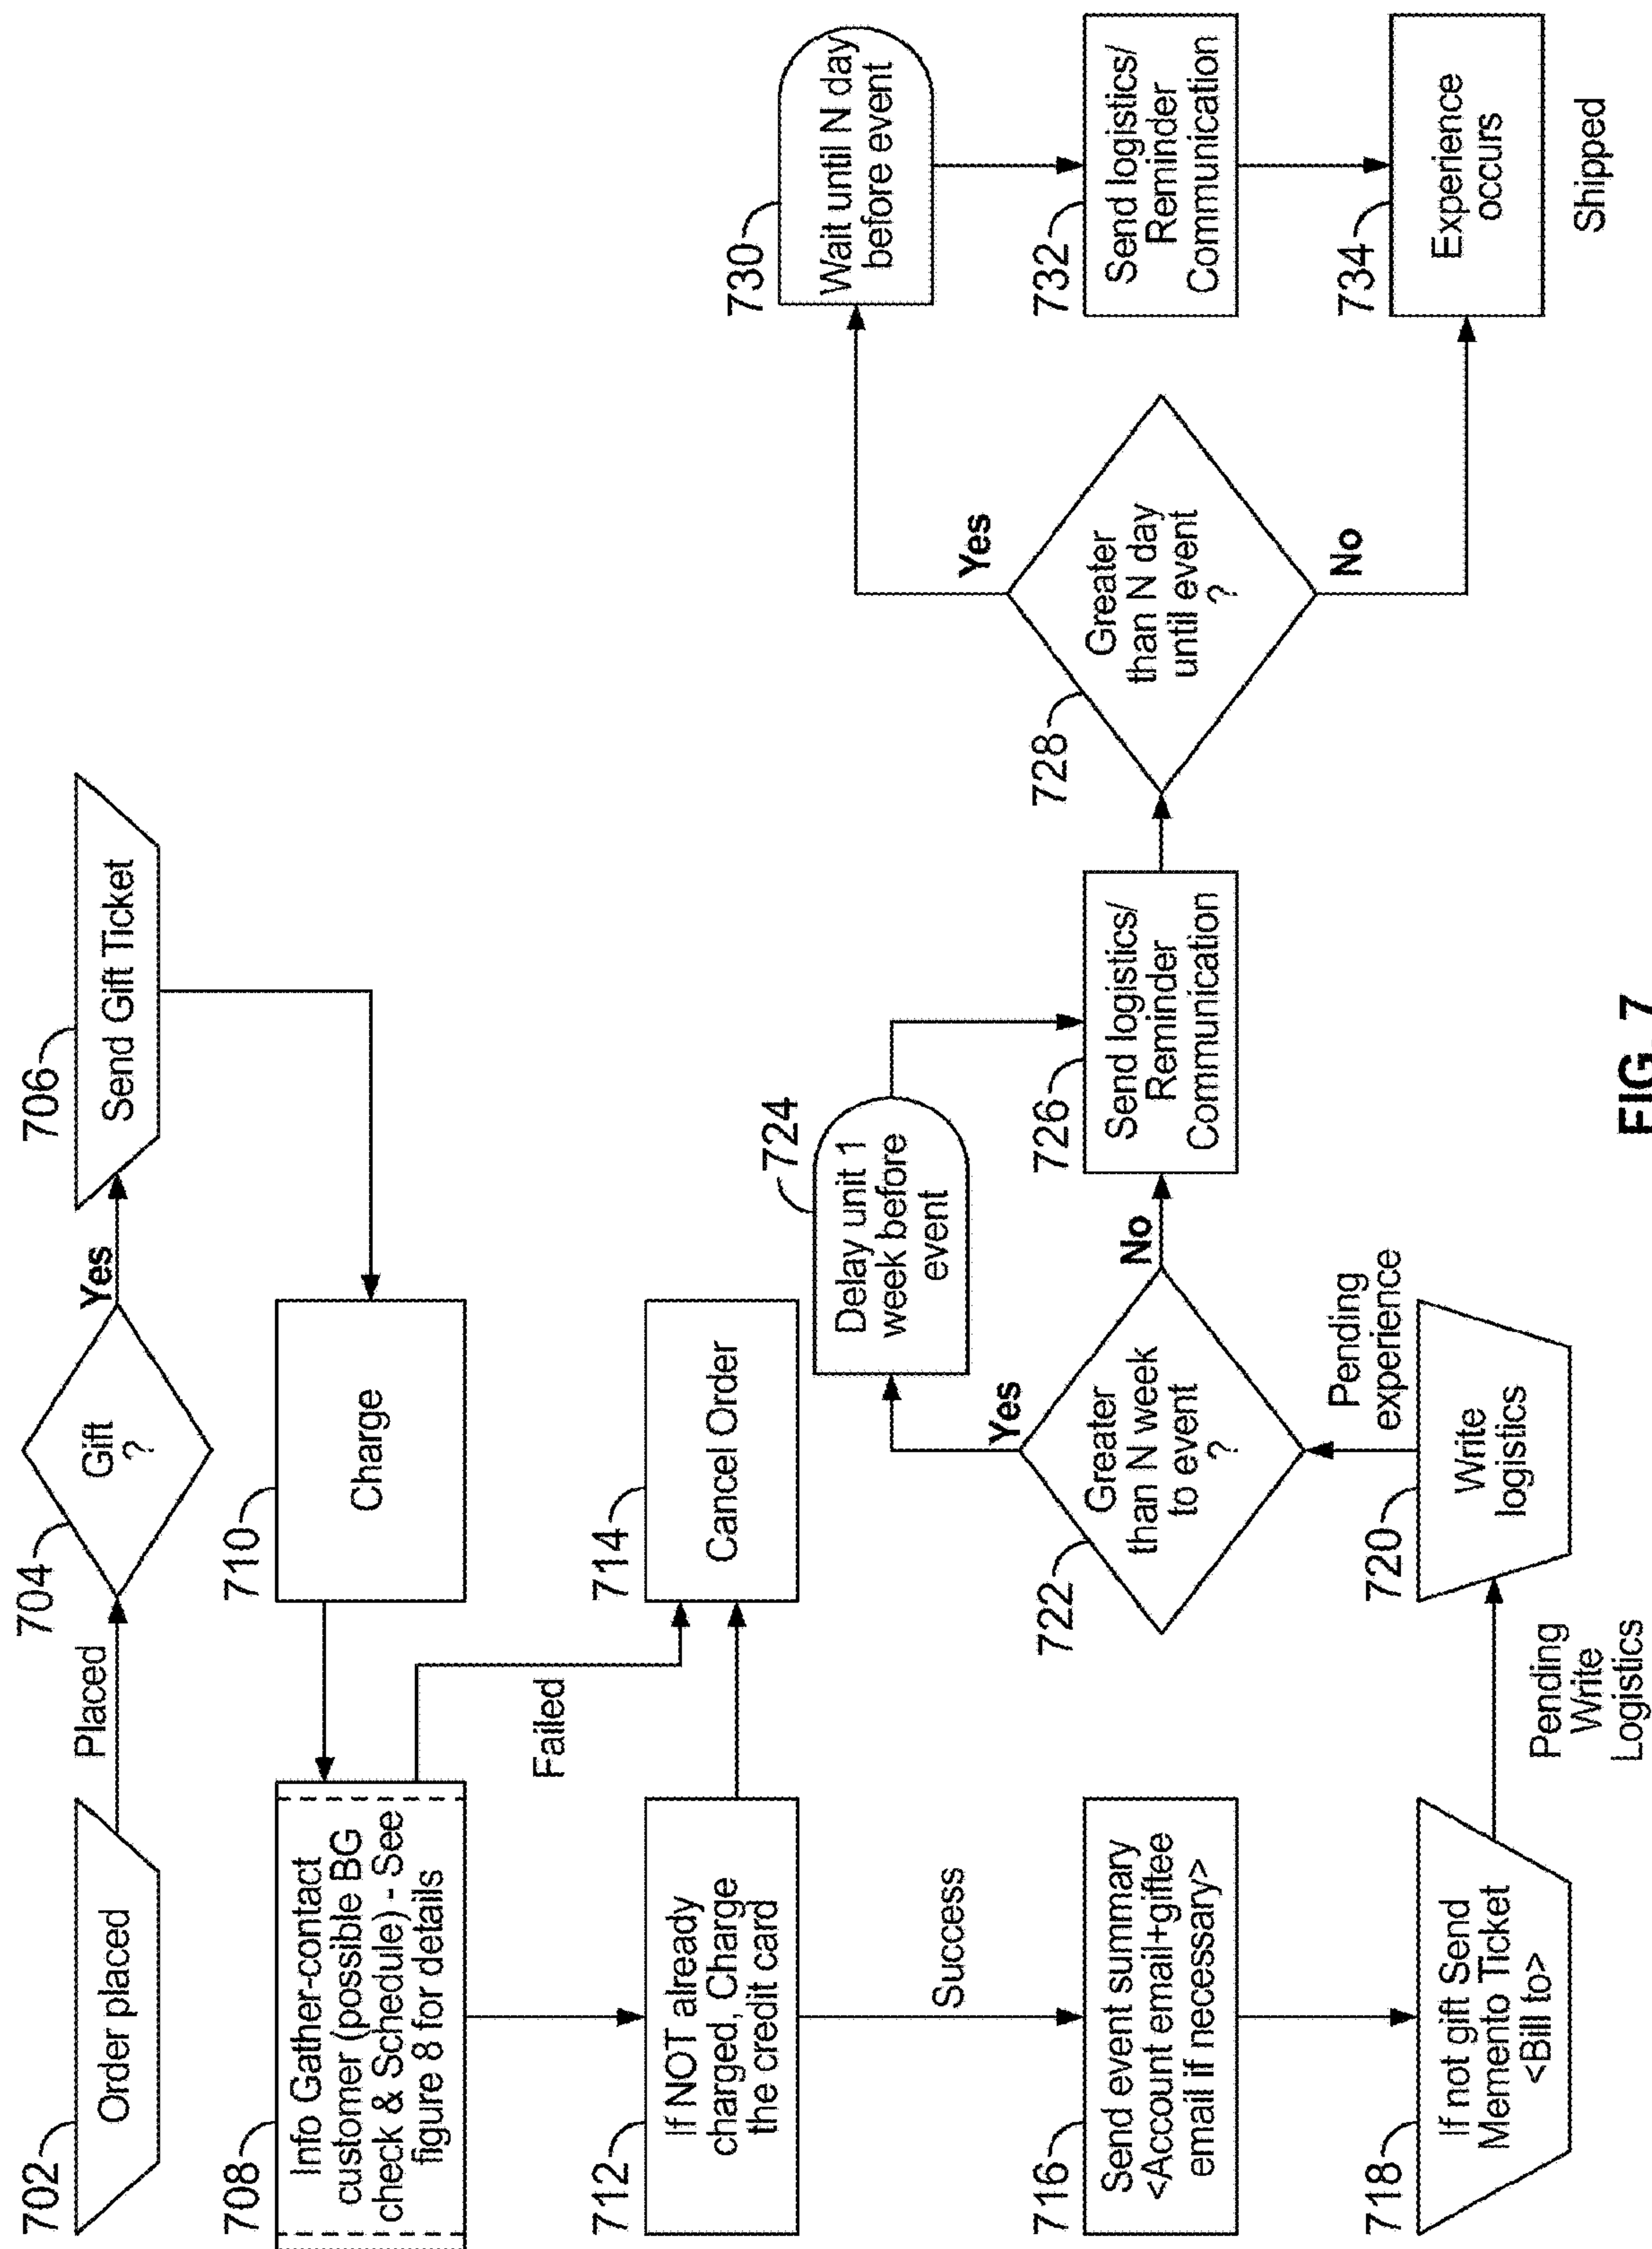 702
Order placed
Placed
704
Gift
?
Yes
706
Send Gift Ticket
708
Info Gather-contact
customer (possible BG
check & Schedule) - See
figure 8 for details
710
Charge
Failed
712
If NOT already
charged, Charge
the credit card
714
Cancel Order
Success
716
Send event summary
<Account email+giftee
email if necessary>
718
If not gift Send
Memento Ticket
<Bill to>
Pending
Write
Logistics
720
Write
logistics
Pending
experience
722
Greater
than N week
to event
?
Yes
No
724
Delay unit 1
week before
event
726
Send logistics/
Reminder
Communication
728
Greater
than N day
until event
?
Yes
No
730
Wait until N day
before event
732
Send logistics/
Reminder
Communication
734
Experience
occurs
Shipped
FIG. 7